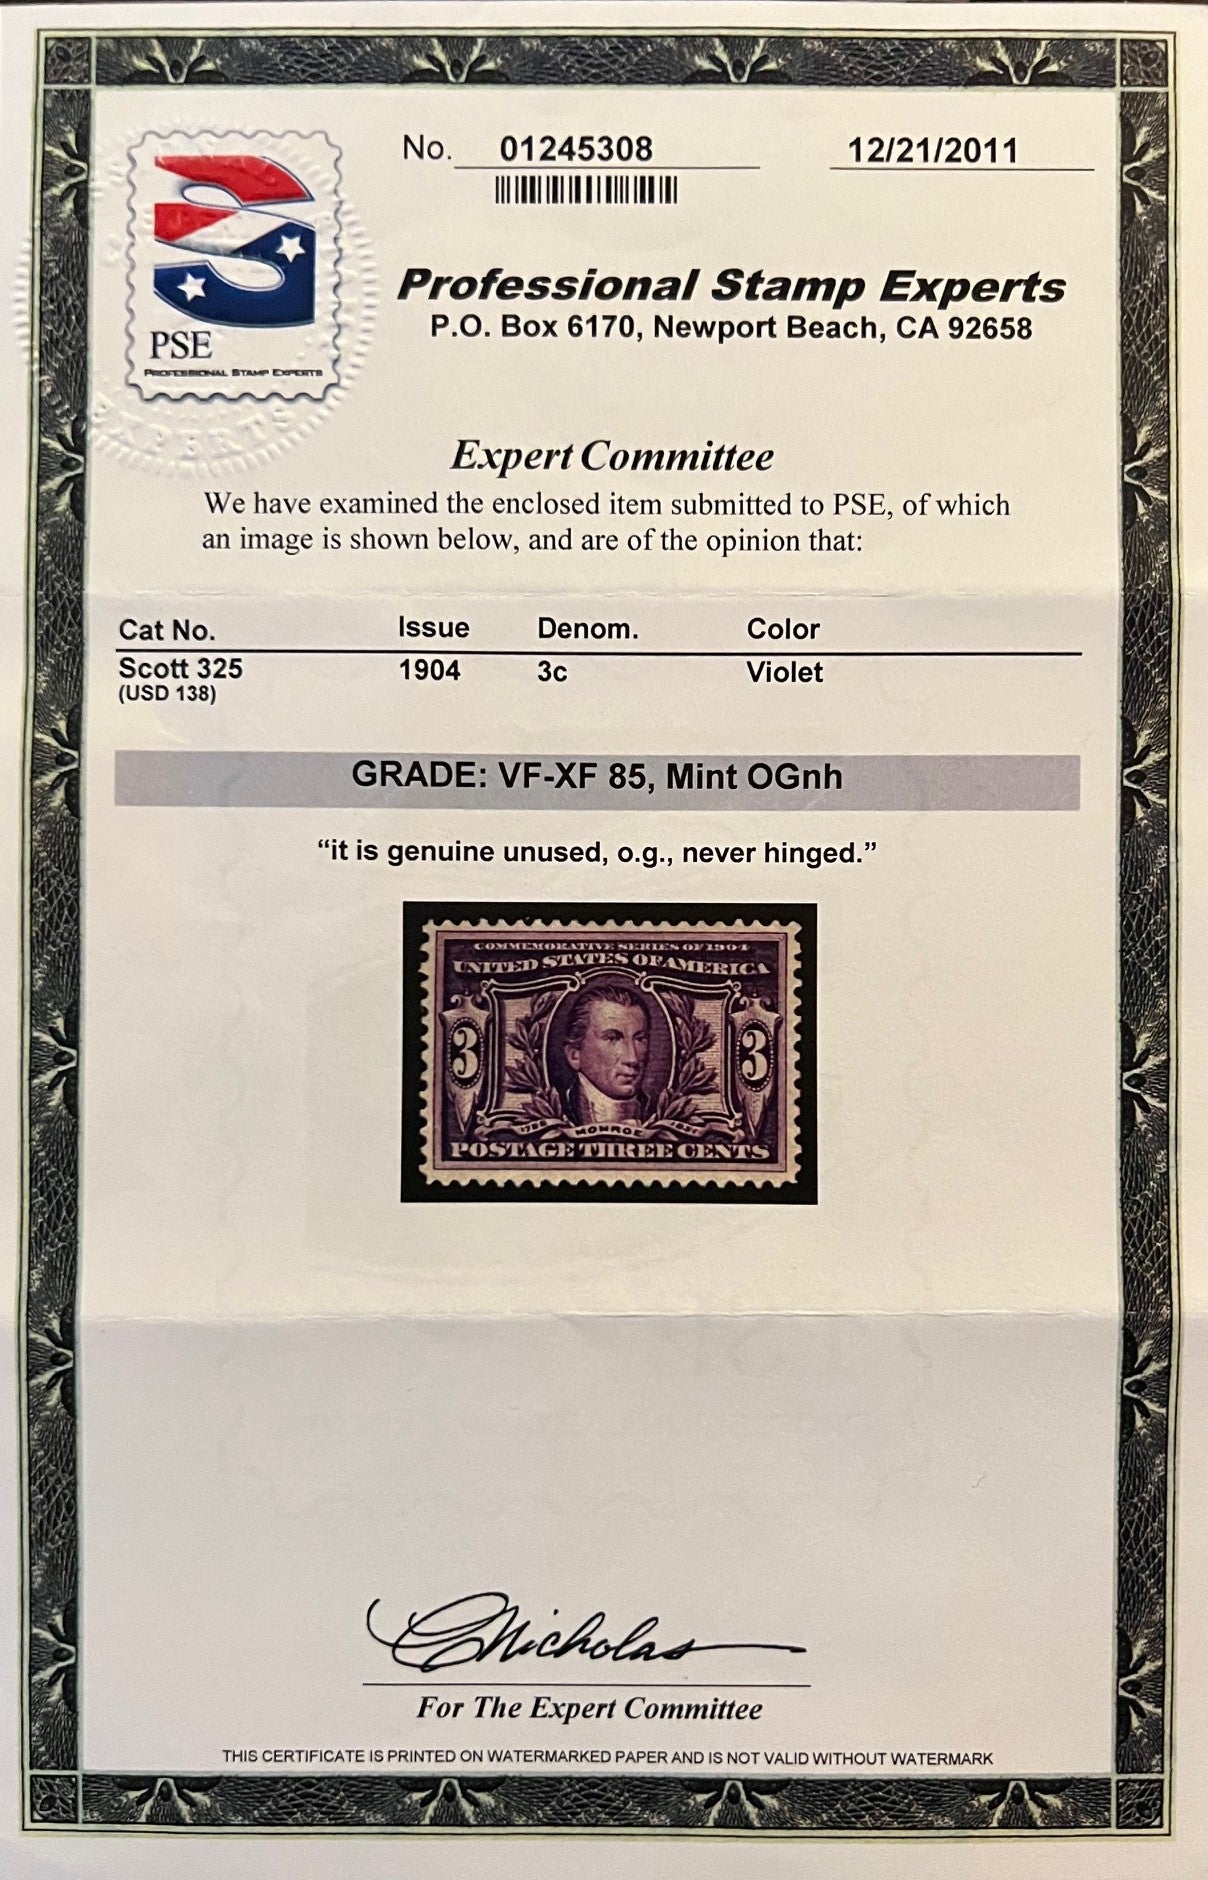 No. 01245308 12/21/2011
PSE
PROFESSIONAL STAMP EXPERTS
EXPERTS
Professional Stamp Experts
P.O. Box 6170, Newport Beach, CA 92658
Expert Committee
We have examined the enclosed item submitted to PSE, of which
an image is shown below, and are of the opinion that:
Cat No. Issue Denom. Color
Scott 325 1904 3c Violet
(USD 138)
GRADE: VF-XF 85, Mint OGnh
“it is genuine unused, o.g., never hinged.”
COMMEMORATIVE SERIES OF 1904
UNITED STATES OF AMERICA
3 3
MONROE
POSTAGE THREE CENTS
Nicholas
For The Expert Committee
THIS CERTIFICATE IS PRINTED ON WATERMARKED PAPER AND IS NOT VALID WITHOUT WATERMARK